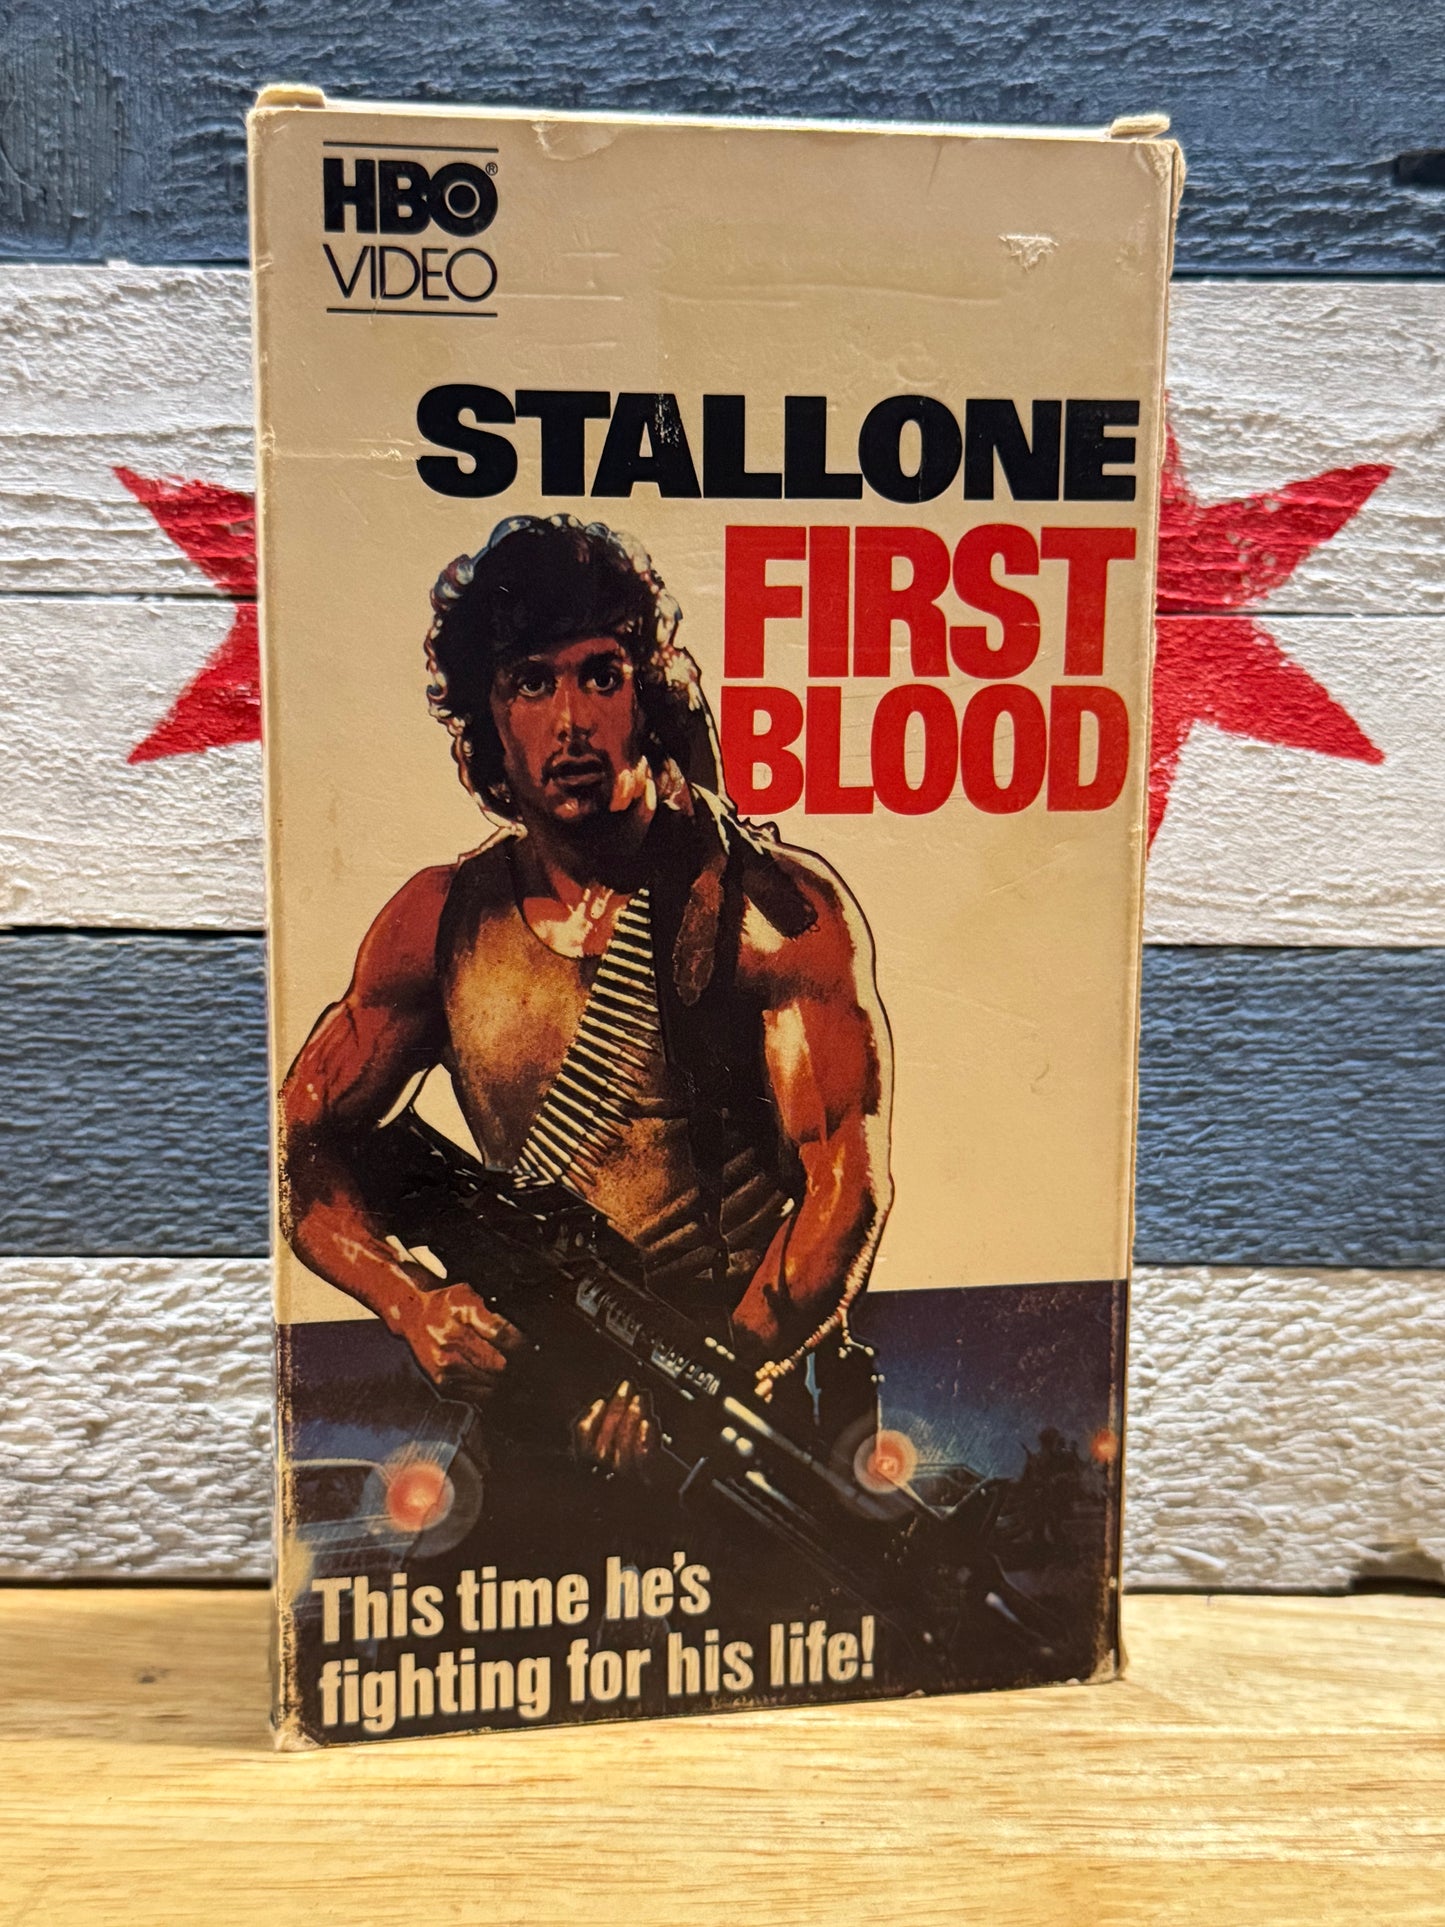 HBO®
VIDEO
STALLONE
FIRST
BLOOD
This time he's
fighting for his life!